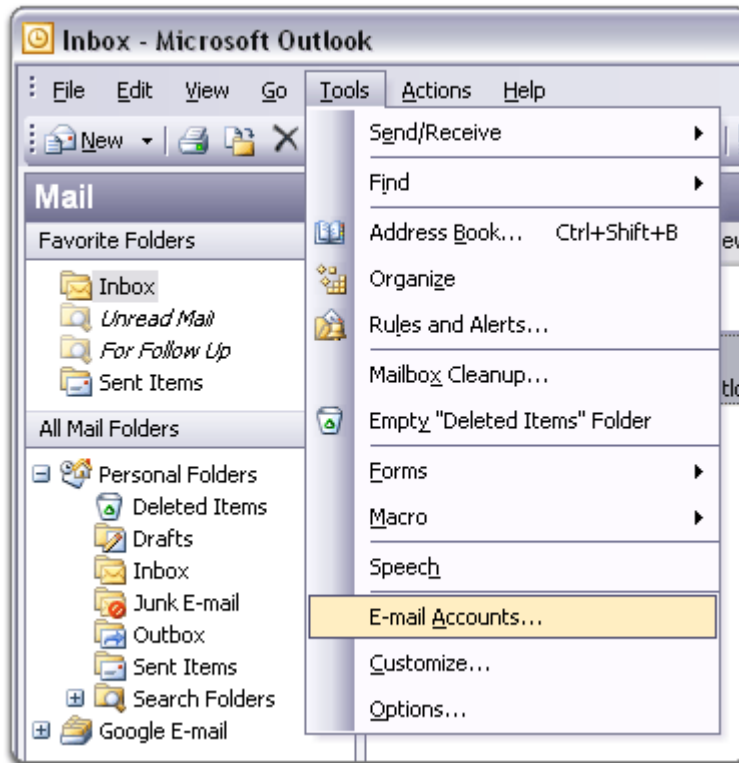 Inbox - Microsoft Outlook
File Edit View Go Tools Actions Help
New
Mail
Favorite Folders
Inbox
Unread Mail
For Follow Up
Sent Items
All Mail Folders
Personal Folders
Deleted Items
Drafts
Inbox
Junk E-mail
Outbox
Sent Items
Search Folders
Google E-mail
Send/Receive
Find
Address Book... Ctrl+Shift+B
Organize
Rules and Alerts...
Mailbox Cleanup...
Empty "Deleted Items" Folder
Forms
Macro
Speech
E-mail Accounts...
Customize...
Options...